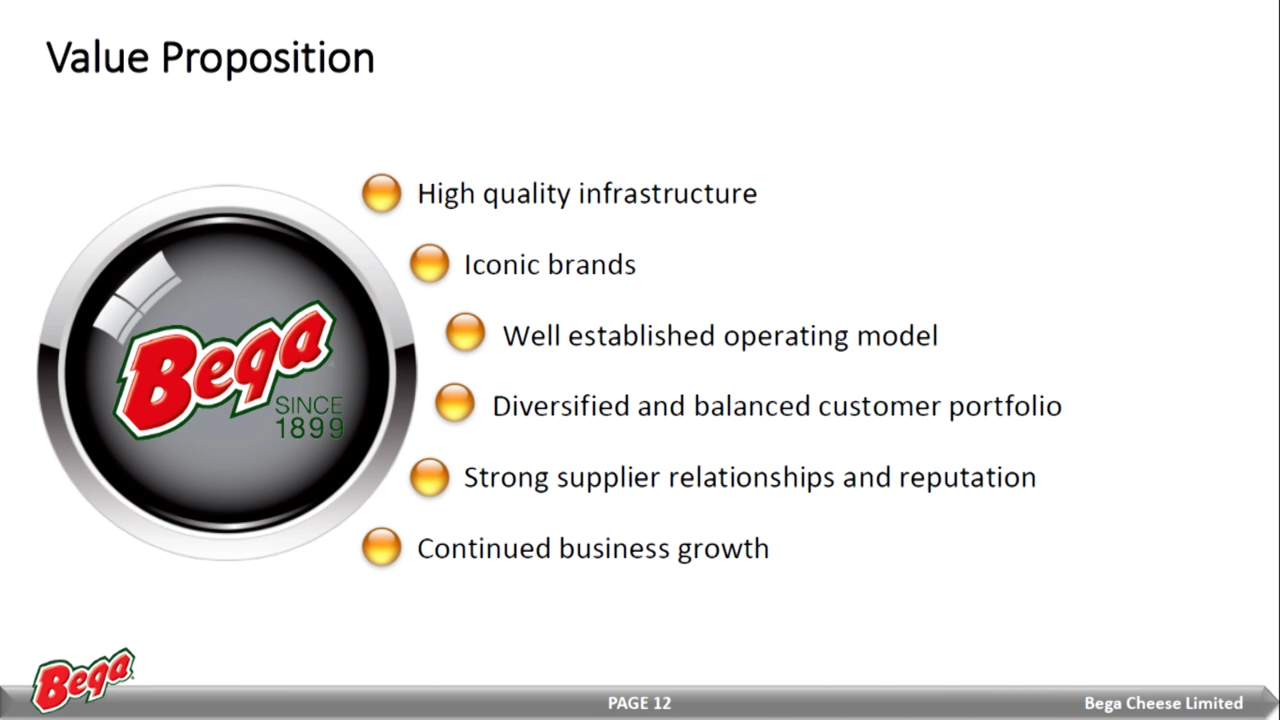 Value Proposition
High quality infrastructure
Iconic brands
Well established operating model
Bega
SINCE
1899
Diversified and balanced customer portfolio
Strong supplier relationships and reputation
Continued business growth
Bega
PAGE 12
Bega Cheese Limited